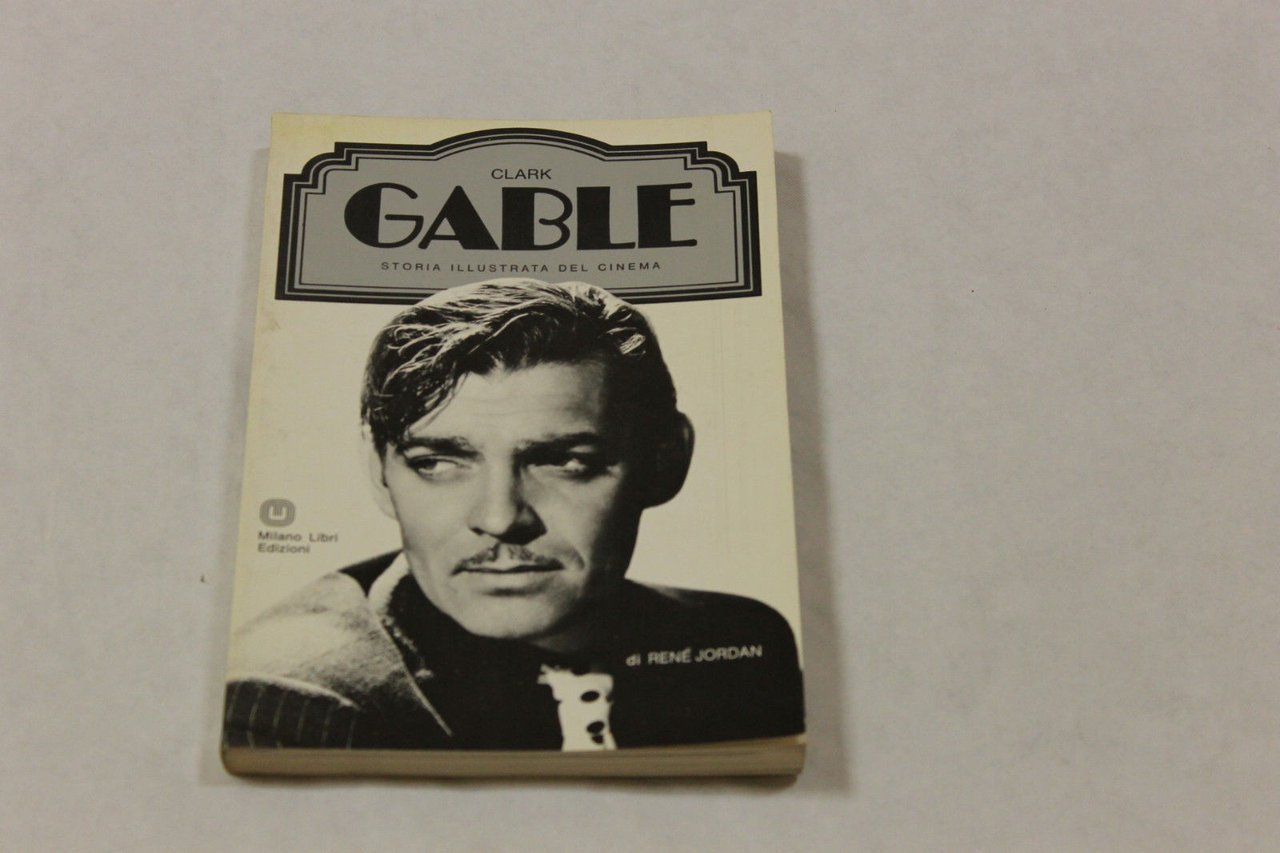 CLARK
GABLE
STORIA ILLUSTRATA DEL CINEMA
Milano Libri
Edizioni
di RENÉ JORDAN